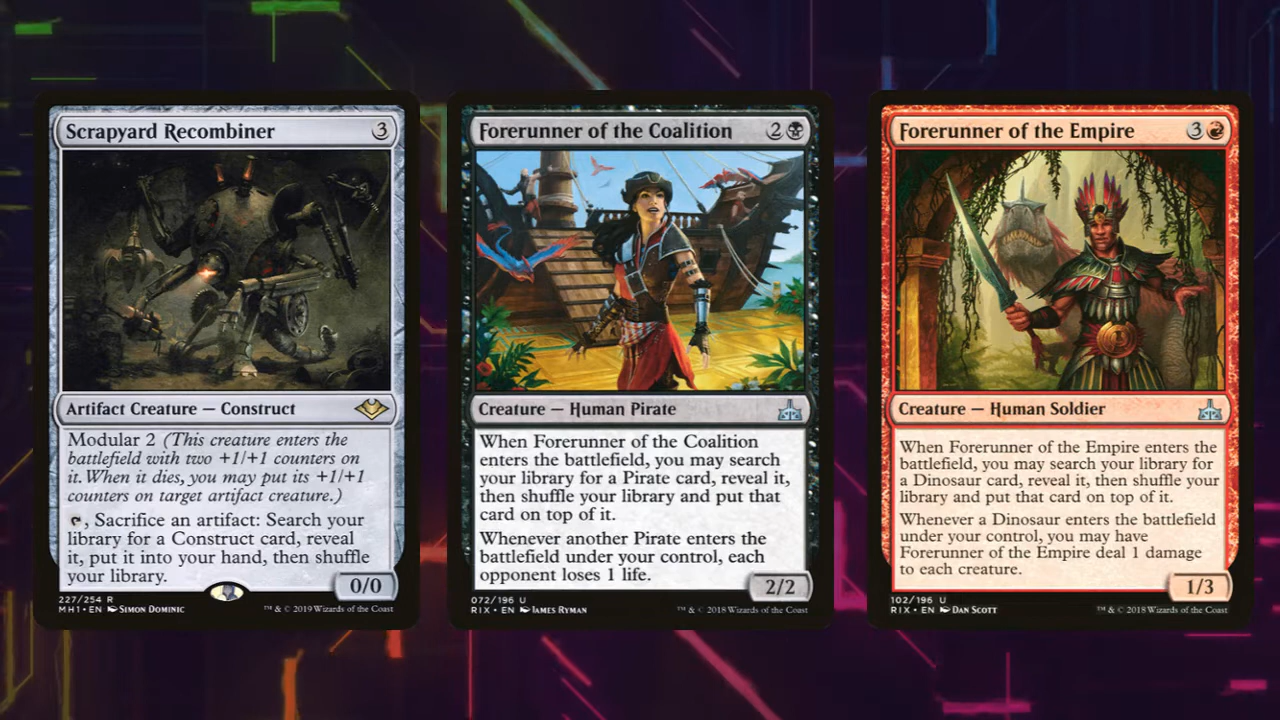 Scrapyard Recombiner 3
Artifact Creature — Construct
Modular 2 (This creature enters the
battlefield with two +1/+1 counters on
it. When it dies, you may put its +1/+1
counters on target artifact creature.)
, Sacrifice an artifact: Search your
library for a Construct card, reveal
it, put it into your hand, then shuffle
your library.
0/0
227/254 R
MH1 • EN SIMON DOMINIC
™ & © 2019 Wizards of the Coast
Forerunner of the Coalition 2
Creature — Human Pirate
When Forerunner of the Coalition
enters the battlefield, you may search
your library for a Pirate card, reveal it,
then shuffle your library and put that
card on top of it.
Whenever another Pirate enters the
battlefield under your control, each
opponent loses 1 life.
2/2
072/196 U
RIX • EN JAMES RYMAN
™ & © 2018 Wizards of the Coast
Forerunner of the Empire 3
Creature — Human Soldier
When Forerunner of the Empire enters the
battlefield, you may search your library for
a Dinosaur card, reveal it, then shuffle your
library and put that card on top of it.
Whenever a Dinosaur enters the battlefield
under your control, you may have
Forerunner of the Empire deal 1 damage
to each creature.
1/3
102/196 U
RIX • EN DAN SCOTT
™ & © 2018 Wizards of the Coast